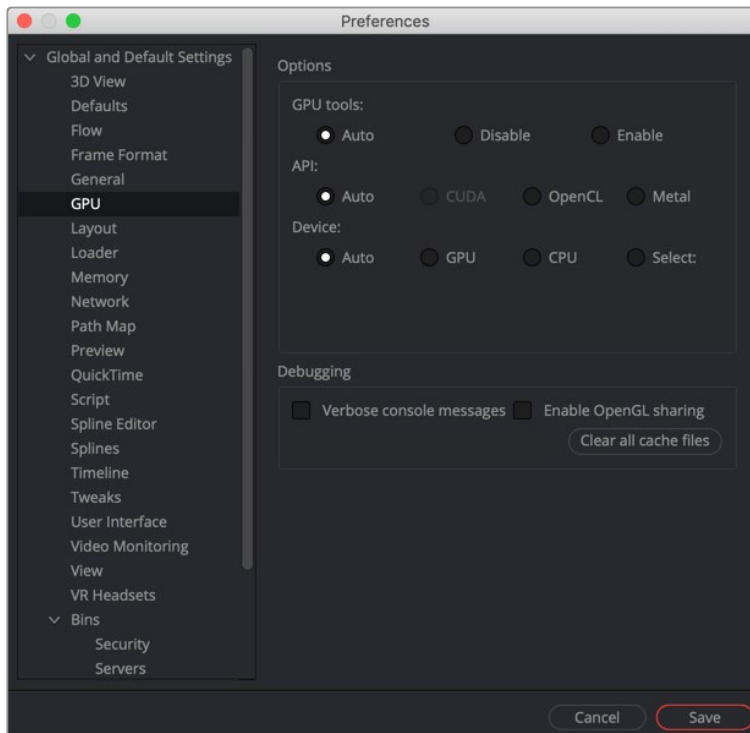 Preferences
Global and Default Settings
3D View
Defaults
Flow
Frame Format
General
GPU
Layout
Loader
Memory
Network
Path Map
Preview
QuickTime
Script
Spline Editor
Splines
Timeline
Tweaks
User Interface
Video Monitoring
View
VR Headsets
Bins
Security
Servers
Options
GPU tools:
Auto Disable Enable
API:
Auto CUDA OpenCL Metal
Device:
Auto GPU CPU Select:
Debugging
Verbose console messages Enable OpenGL sharing
Clear all cache files
Cancel Save